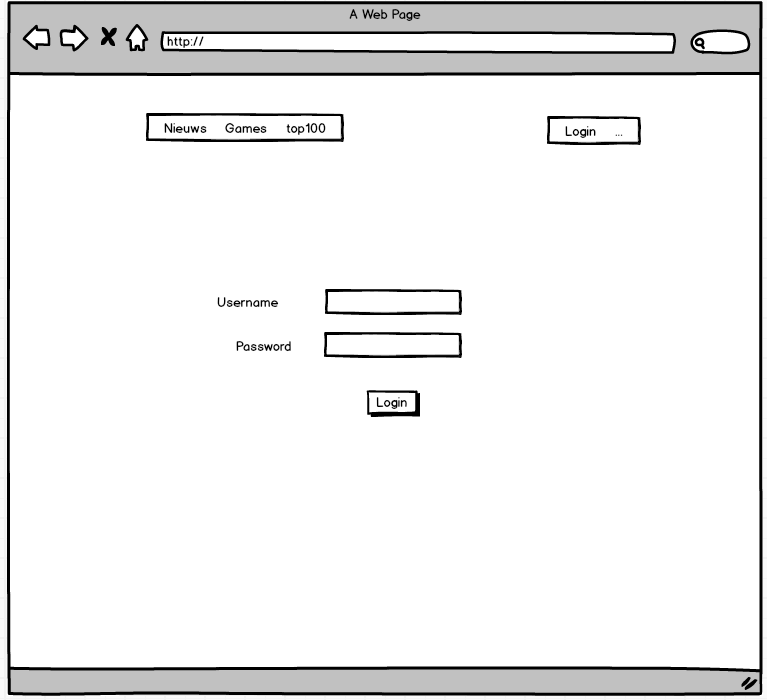 A Web Page
http://
Nieuws Games top100
Login ...
Username
Password
Login